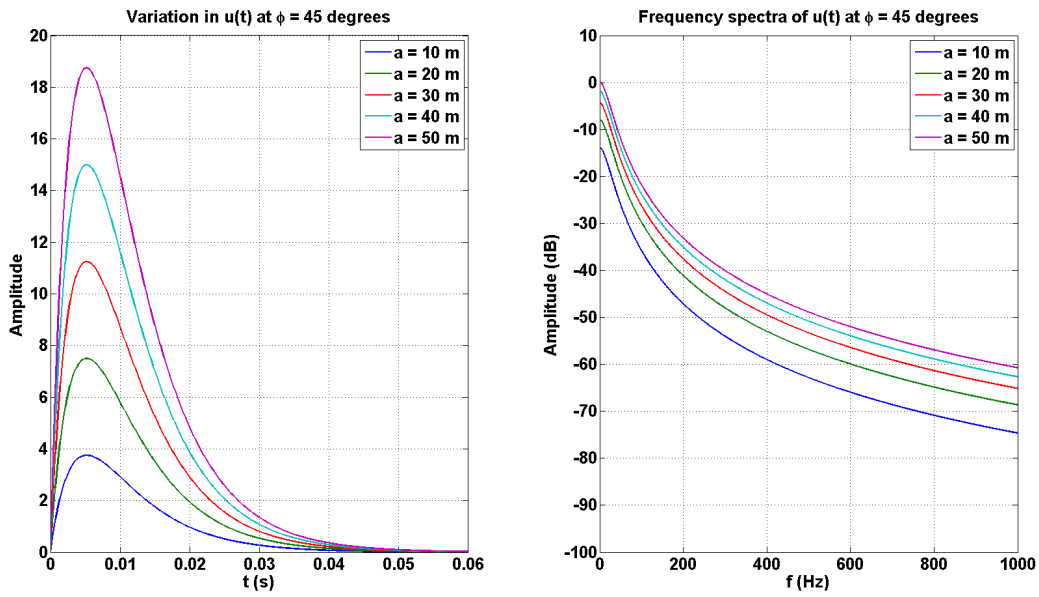 Variation in u(t) at ϕ = 45 degrees
20
18
16
14
12
10
8
6
4
2
0
Amplitude
a = 10 m
a = 20 m
a = 30 m
a = 40 m
a = 50 m
0 0.01 0.02 0.03 0.04 0.05 0.06
t (s)
Frequency spectra of u(t) at ϕ = 45 degrees
10
0
-10
-20
-30
-40
-50
-60
-70
-80
-90
-100
Amplitude (dB)
a = 10 m
a = 20 m
a = 30 m
a = 40 m
a = 50 m
0 200 400 600 800 1000
f (Hz)